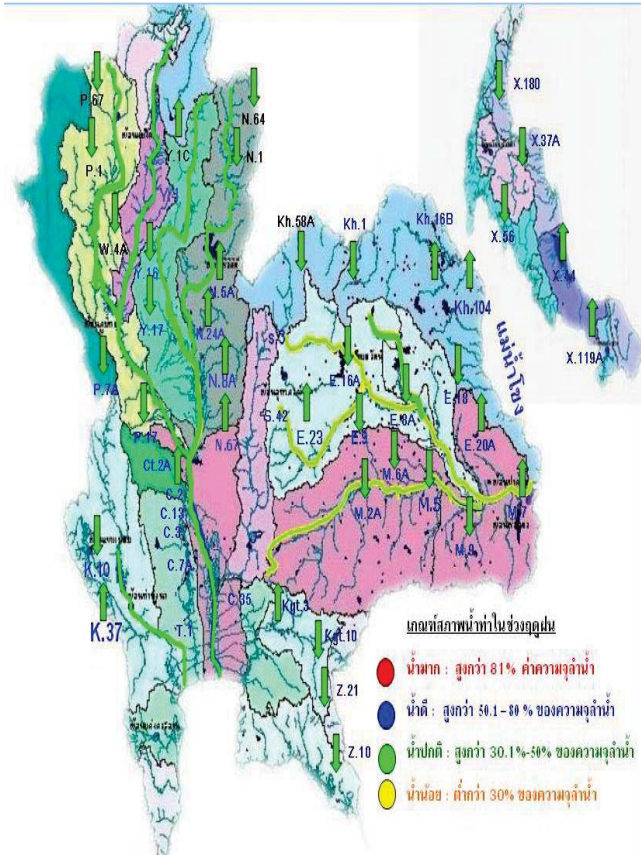 P.67
P.1
W.4A
P.7A
P.17
Y.1C
Y.16
Y.17
N.64
N.1
N.5A
N.24A
N.8A
N.67
Ct.2A
C.2
C.13
C.3
C.7A
C.35
K.10
K.37
T.1
S.3
S.42
Kh.58A
Kh.1
Kh.16B
Kh.104
แม่น้ำโขง
E.16A
E.23
E.9
E.8A
E.18
E.20A
M.6A
M.2A
M.5
M.9
M.7
Kgt.3
Kgt.10
Z.21
Z.10
X.180
X.37A
X.56
X.44
X.119A
เกณฑ์สภาพน้ำท่าในช่วงฤดูฝน
น้ำมาก : สูงกว่า 81% ค่าความจุลำน้ำ
น้ำดี : สูงกว่า 50.1 - 80 % ของความจุลำน้ำ
น้ำปกติ : สูงกว่า 30.1%-50% ของความจุลำน้ำ
น้ำน้อย : ต่ำกว่า 30% ของความจุลำน้ำ